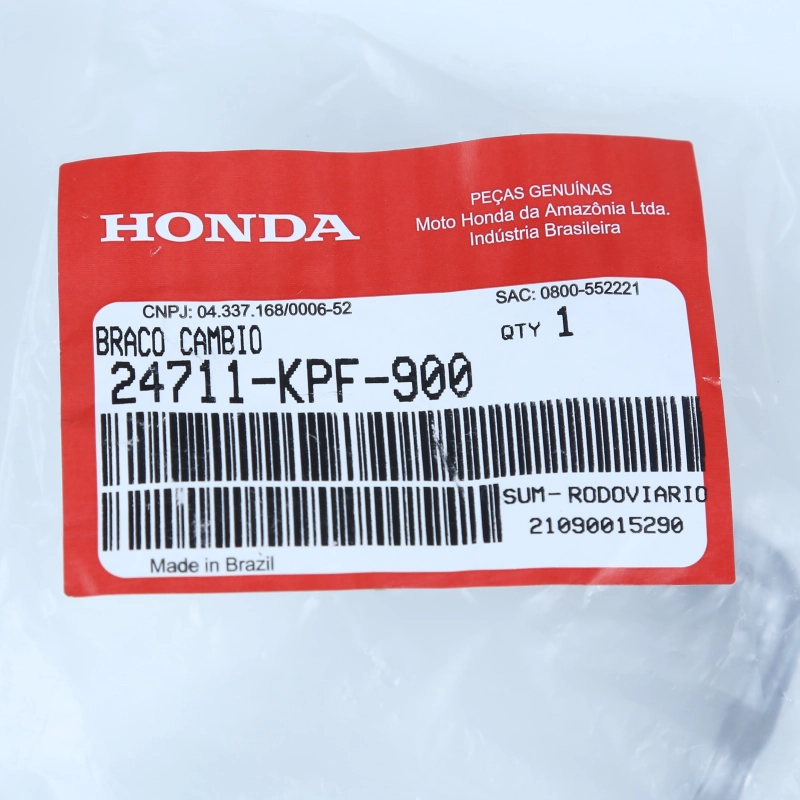 HONDA
PEÇAS GENUÍNAS
Moto Honda da Amazônia Ltda.
Indústria Brasileira
CNPJ: 04.337.168/0006-52
SAC: 0800-552221
BRACO CAMBIO
QTY 1
24711-KPF-900
SUM-RODOVIARIO
21090015290
Made in Brazil